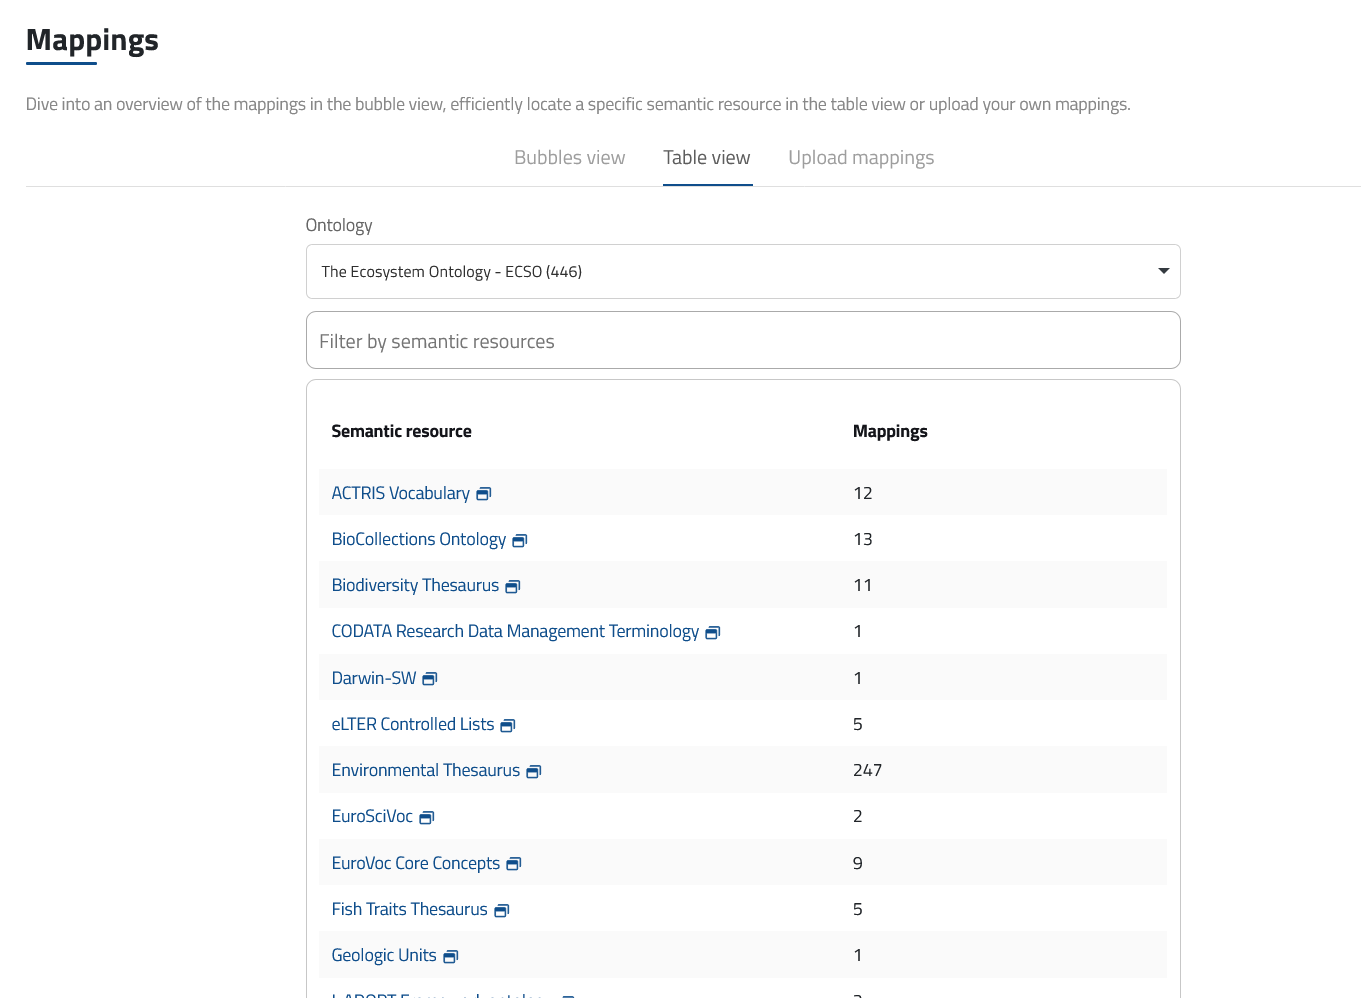 Mappings
Dive into an overview of the mappings in the bubble view, efficiently locate a specific semantic resource in the table view or upload your own mappings.
Bubbles view Table view Upload mappings
Ontology
The Ecosystem Ontology - ECSO (446)
Filter by semantic resources
Semantic resource Mappings
ACTRIS Vocabulary 12
BioCollections Ontology 13
Biodiversity Thesaurus 11
CODATA Research Data Management Terminology 1
Darwin-SW 1
eLTER Controlled Lists 5
Environmental Thesaurus 247
EuroSciVoc 2
EuroVoc Core Concepts 9
Fish Traits Thesaurus 5
Geologic Units 1